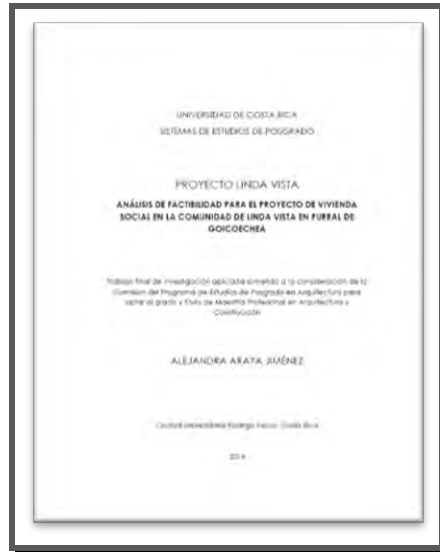 UNIVERSIDAD DE COSTA RICA
SISTEMAS DE ESTUDIOS DE POSGRADO
PROYECTO LINDA VISTA
ANÁLISIS DE FACTIBILIDAD PARA EL PROYECTO DE VIVIENDA
SOCIAL EN LA COMUNIDAD DE LINDA VISTA EN PURRAL DE
GOICOECHEA
Trabajo final de investigación aplicada sometido a la consideración de la
Comisión del Programa de Estudios de Posgrado en Arquitectura para
optar al grado y título de Maestría Profesional en Arquitectura y
Construcción
ALEJANDRA ARAYA JIMÉNEZ
Ciudad Universitaria Rodrigo Facio, Costa Rica
2014